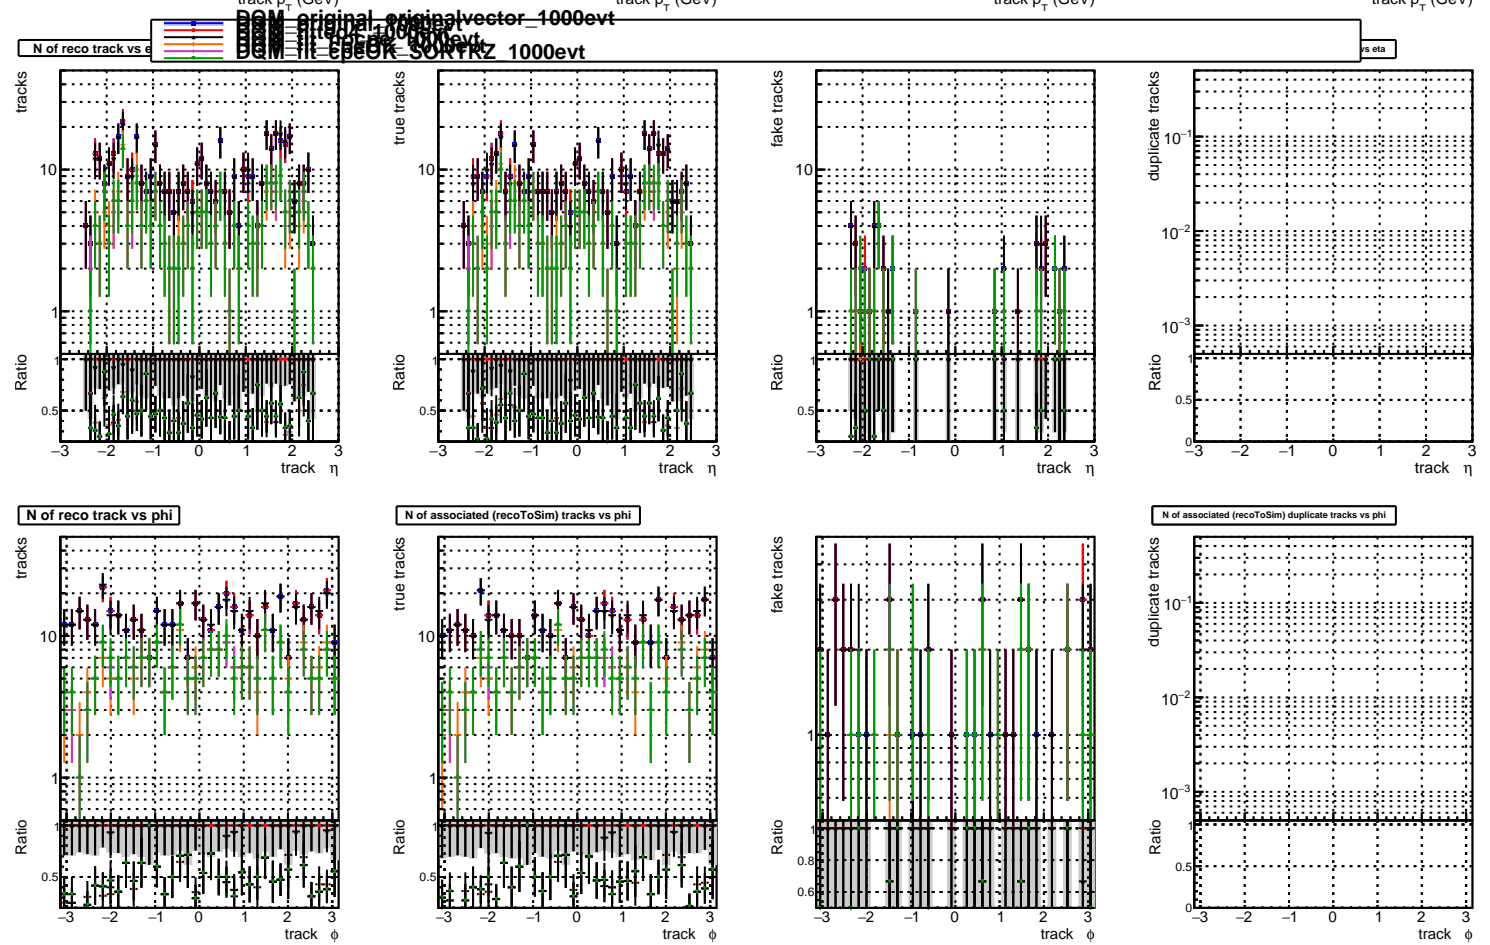 track p_T (GeV) track p_T (GeV) track p_T (GeV) track p_T (GeV)
DQM_original_originalvector_1000evt
DQM_fit_cpeGK_SORTRZ_1000evt
N of reco track vs e
vs eta
tracks
10
1
Ratio
1
0.5
−3 −2 −1 0 1 2 3
track η
true tracks
10
1
Ratio
1
0.5
−3 −2 −1 0 1 2 3
track η
fake tracks
10
1
Ratio
1
0.5
−3 −2 −1 0 1 2 3
track η
duplicate tracks
10⁻¹
10⁻²
10⁻³
Ratio
1
0.5
0
−3 −2 −1 0 1 2 3
track η
N of reco track vs phi
tracks
10
1
Ratio
1
0.5
−3 −2 −1 0 1 2 3
track ϕ
N of associated (recoToSim) tracks vs phi
true tracks
10
1
Ratio
1
0.5
−3 −2 −1 0 1 2 3
track ϕ
fake tracks
1
Ratio
1
0.8
0.6
−3 −2 −1 0 1 2 3
track ϕ
N of associated (recoToSim) duplicate tracks vs phi
duplicate tracks
10⁻¹
10⁻²
10⁻³
Ratio
1
0.5
0
−3 −2 −1 0 1 2 3
track ϕ